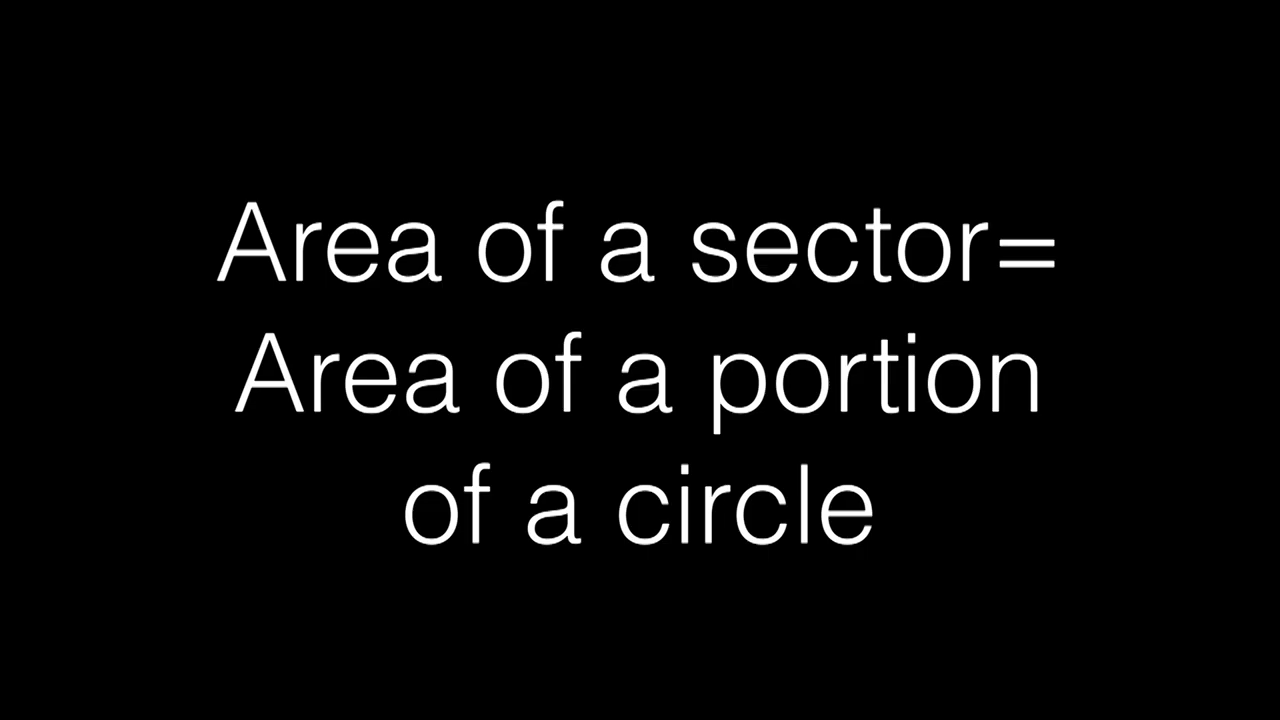 Area of a sector=
Area of a portion
of a circle